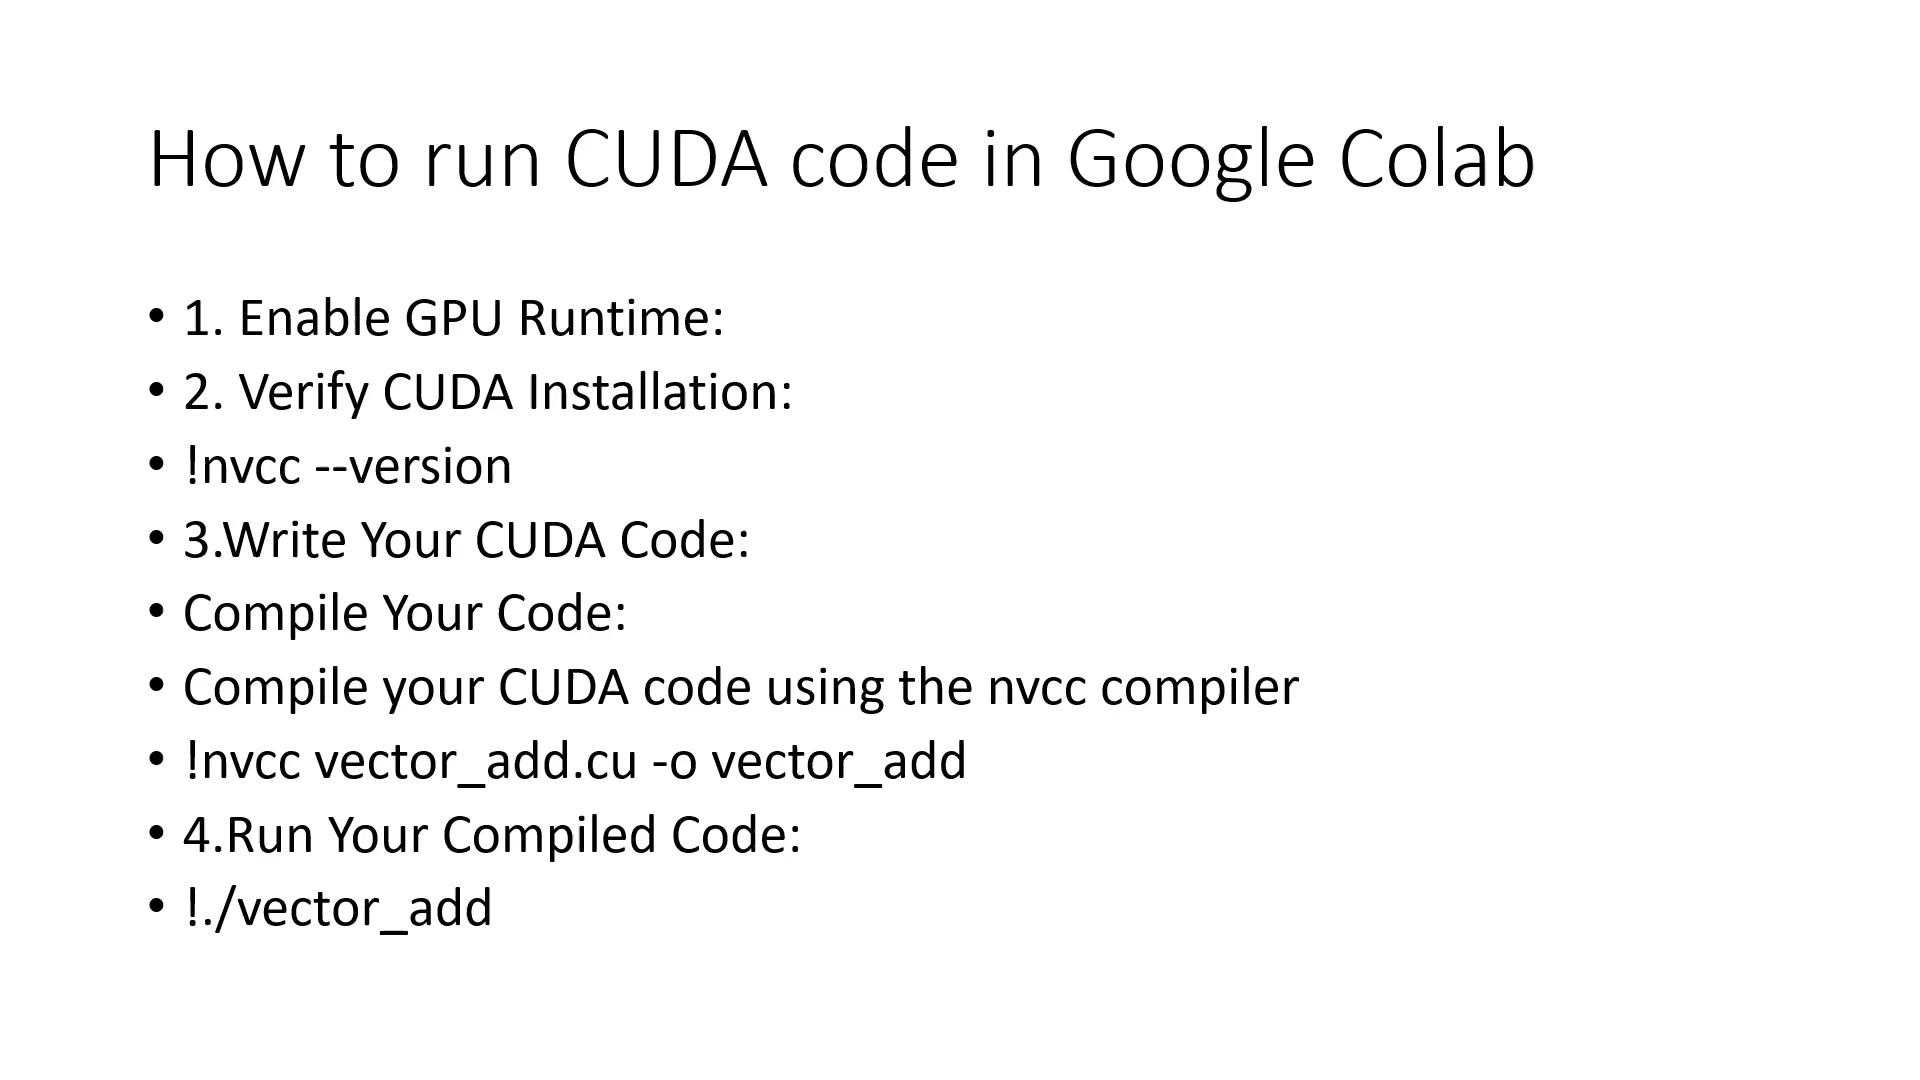 How to run CUDA code in Google Colab
• 1. Enable GPU Runtime:
• 2. Verify CUDA Installation:
• !nvcc --version
• 3.Write Your CUDA Code:
• Compile Your Code:
• Compile your CUDA code using the nvcc compiler
• !nvcc vector_add.cu -o vector_add
• 4.Run Your Compiled Code:
• !./vector_add